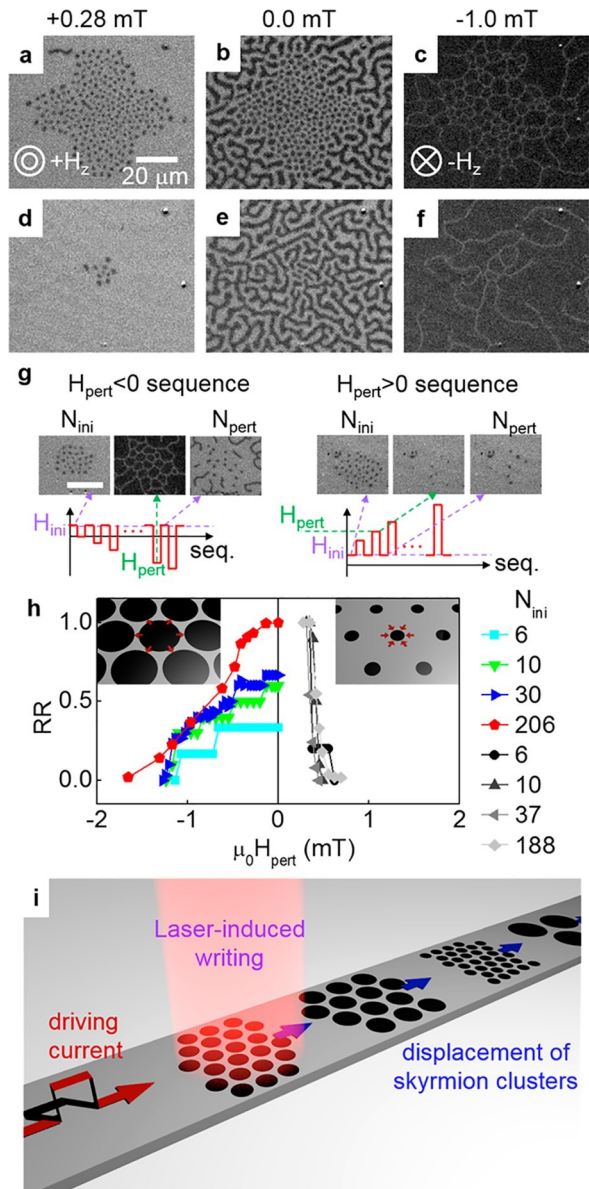 +0.28 mT 0.0 mT -1.0 mT
a b c
+Hz -Hz
20 μm
d e f
g
Hpert<0 sequence Hpert>0 sequence
Nini Npert Nini Npert
Hini seq. Hpert
Hpert Hini seq.
h
Nini
RR
1.0
0.5
0.0
-2 -1 0 1 2
μ0Hpert (mT)
6
10
30
206
6
10
37
188
i
Laser-induced
writing
driving
current
displacement of
skyrmion clusters